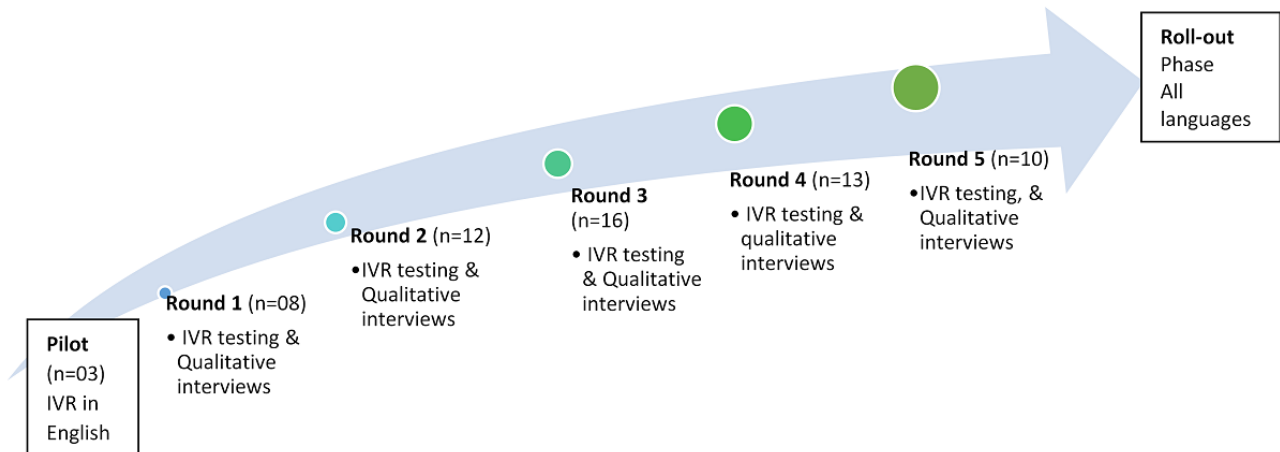 Pilot
(n=03)
IVR in
English
Round 1 (n=08)
• IVR testing &
Qualitative
interviews
Round 2 (n=12)
•IVR testing &
Qualitative
interviews
Round 3
(n=16)
• IVR testing
& Qualitative
interviews
Round 4 (n=13)
• IVR testing &
qualitative
interviews
Round 5 (n=10)
•IVR testing, &
Qualitative
interviews
Roll-out
Phase
All
languages